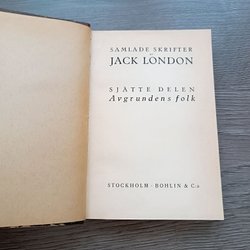 SAMLADE SKRIFTER
AV
JACK LONDON
SJÄTTE DELEN
Avgrundens folk
STOCKHOLM · BOHLIN & C:o